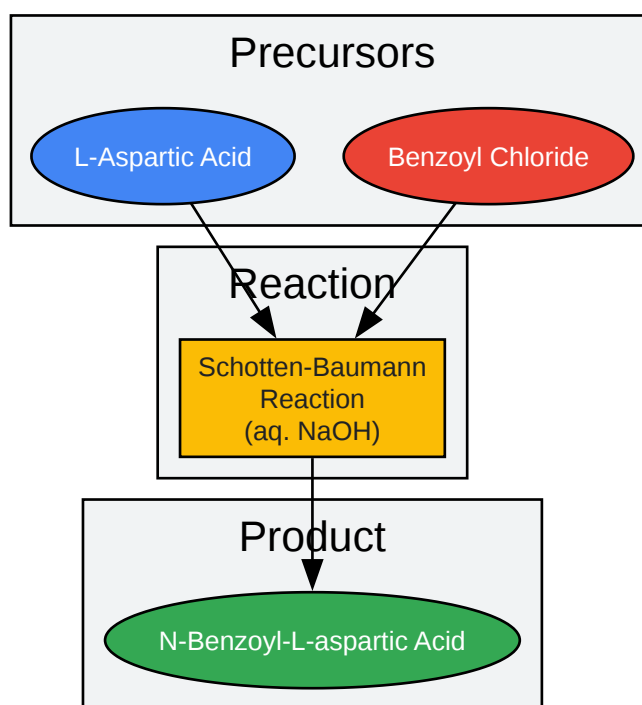 Precursors
L-Aspartic Acid
Benzoyl Chloride
Reaction
Schotten-Baumann
Reaction
(aq. NaOH)
Product
N-Benzoyl-L-aspartic Acid